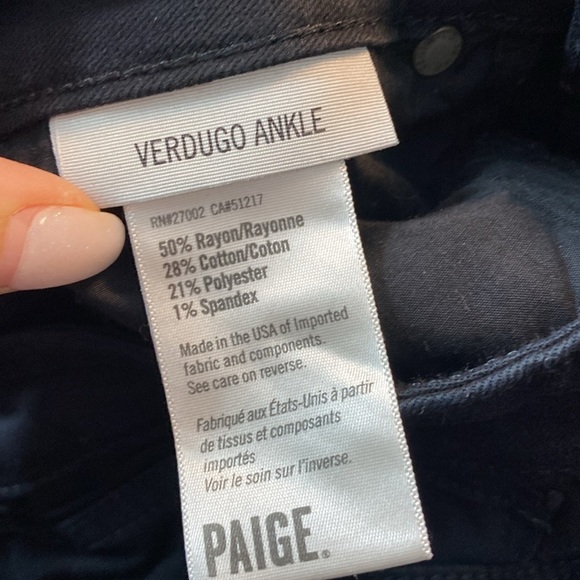 VERDUGO ANKLE
RN#27002 CA#51217
50% Rayon/Rayonne
28% Cotton/Coton
21% Polyester
1% Spandex
Made in the USA of Imported
fabric and components.
See care on reverse.
Fabriqué aux États-Unis à partir
de tissus et composants
importés
Voir le soin sur l'inverse.
PAIGE®